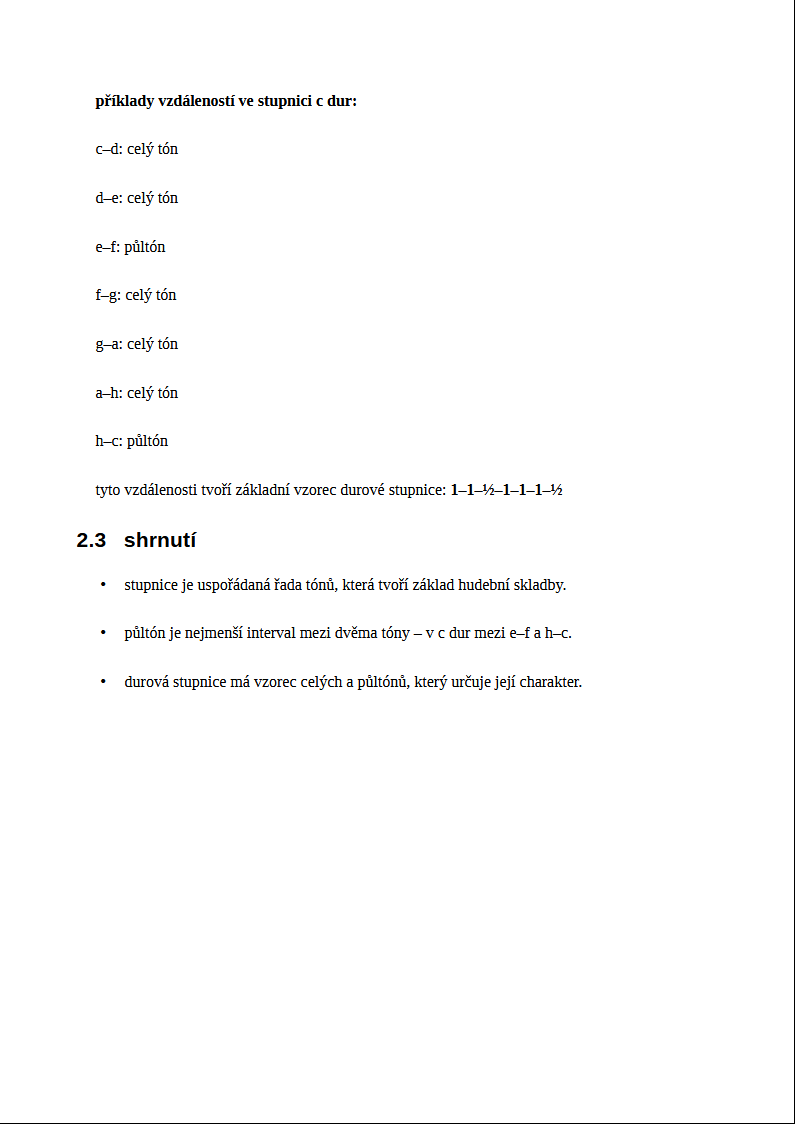 příklady vzdáleností ve stupnici c dur:
c–d: celý tón
d–e: celý tón
e–f: půltón
f–g: celý tón
g–a: celý tón
a–h: celý tón
h–c: půltón
tyto vzdálenosti tvoří základní vzorec durové stupnice: 1–1–½–1–1–1–½
2.3 shrnutí
• stupnice je uspořádaná řada tónů, která tvoří základ hudební skladby.
• půltón je nejmenší interval mezi dvěma tóny – v c dur mezi e–f a h–c.
• durová stupnice má vzorec celých a půltónů, který určuje její charakter.